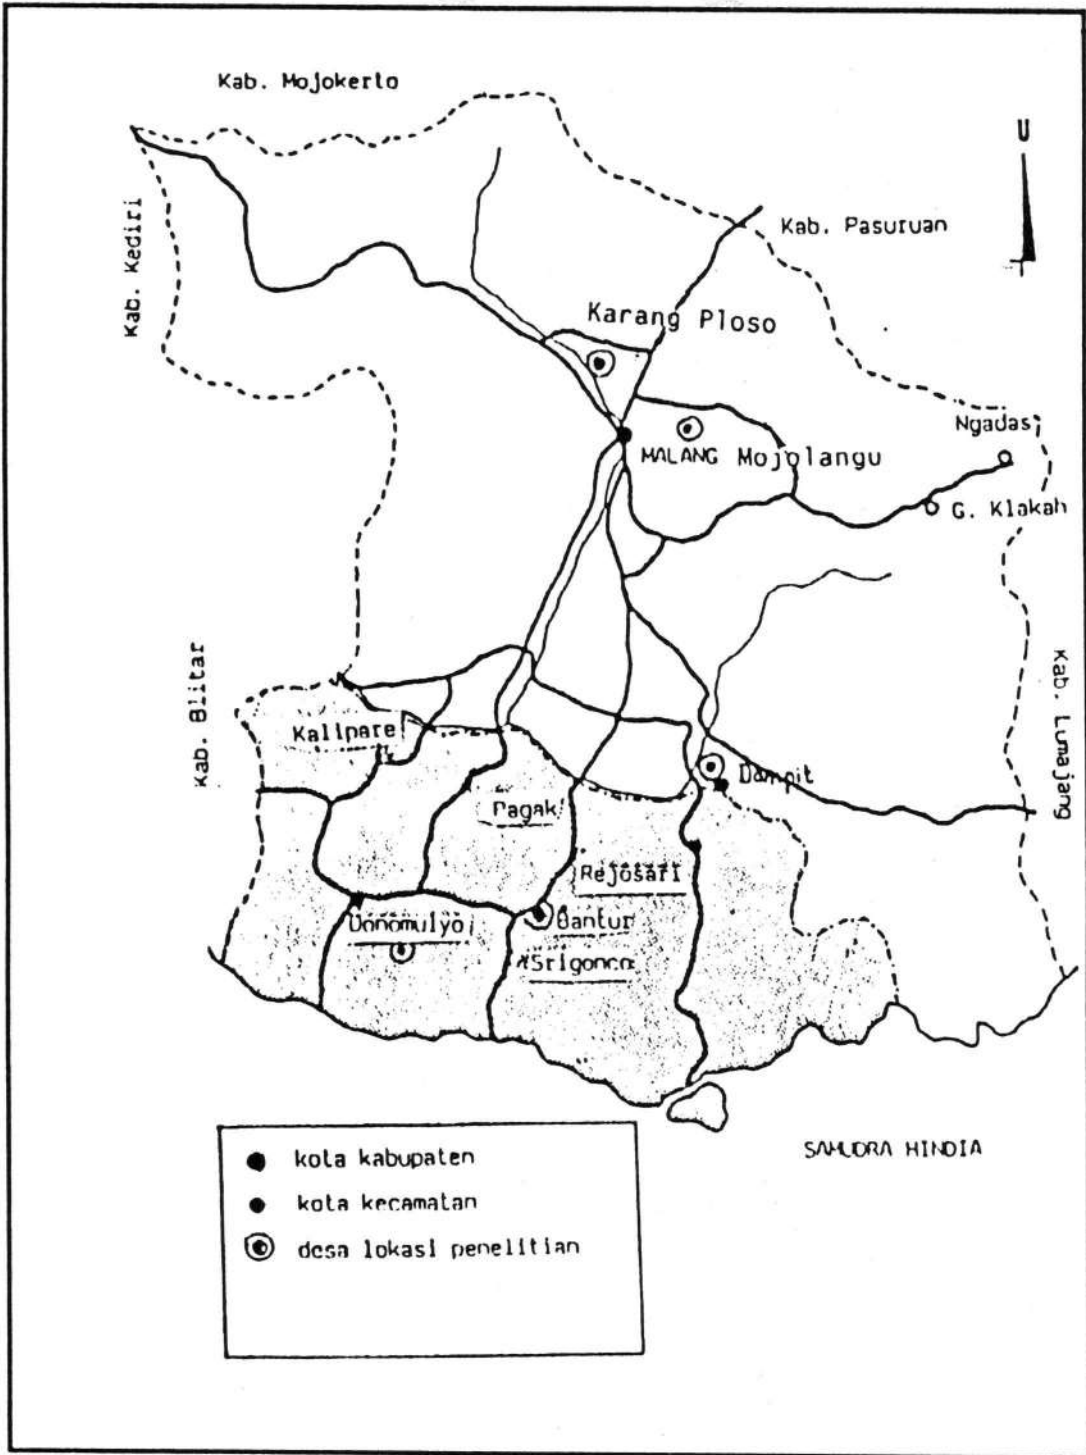 Kab. Mojokerto
U
Kab. Kediri
Kab. Pasuruan
Karang Ploso
Ngadas
MALANG Mojolangu
G. Klakah
Kab. Blitar
Kab. Lumajang
Kalipare
Dampit
Pagak
Rejosari
Donomulyo
Bantur
Srigonco
SAMUDRA HINDIA
kota kabupaten
kota kecamatan
desa lokasi penelitian